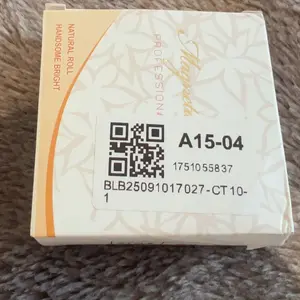 NATURAL ROLL
HANDSOME BRIGHT
PROFESSION
A15-04
1751055837
BLB25091017027-CT10-
1